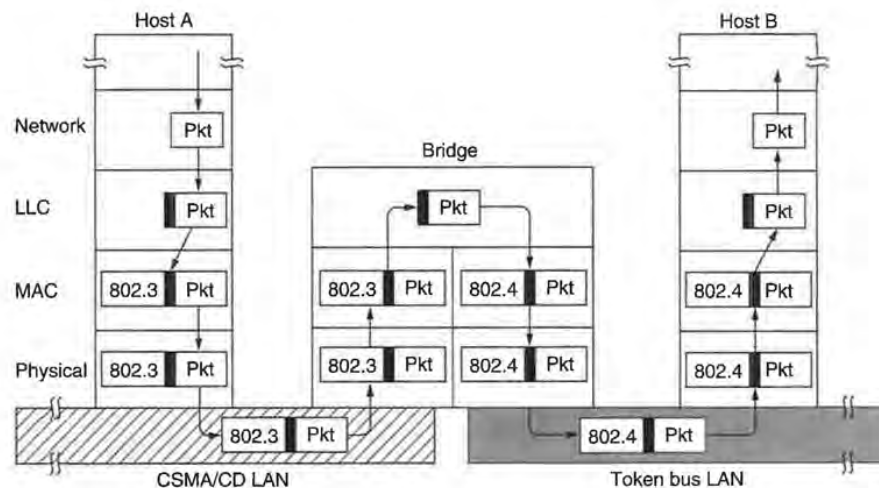 Host A
Host B
Bridge
Network
Pkt
Pkt
LLC
Pkt
Pkt
Pkt
MAC
802.3 Pkt
802.3 Pkt
802.4 Pkt
802.4 Pkt
Physical
802.3 Pkt
802.3 Pkt
802.4 Pkt
802.4 Pkt
802.3 Pkt
802.4 Pkt
CSMA/CD LAN
Token bus LAN